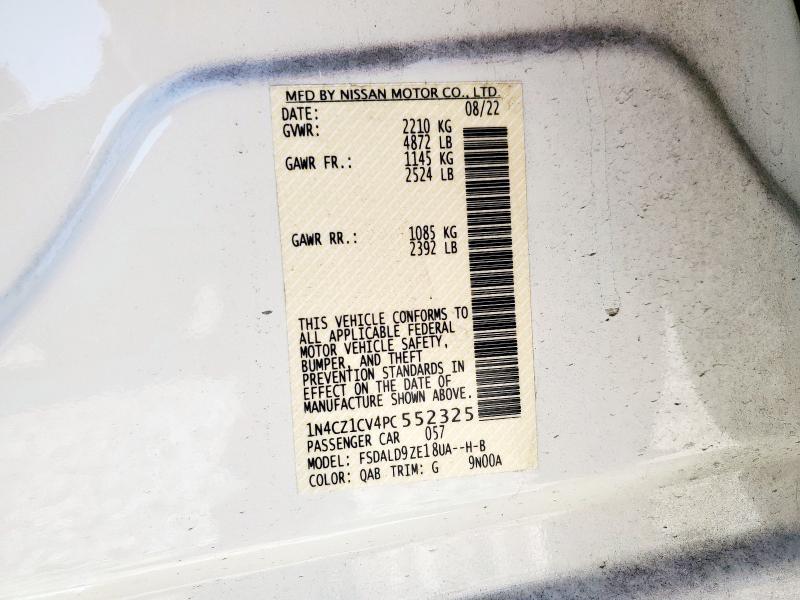 MFD BY NISSAN MOTOR CO., LTD.
DATE: 08/22
GVWR: 2210 KG
4872 LB
GAWR FR.: 1145 KG
2524 LB
GAWR RR.: 1085 KG
2392 LB
THIS VEHICLE CONFORMS TO
ALL APPLICABLE FEDERAL
MOTOR VEHICLE SAFETY,
BUMPER, AND THEFT
PREVENTION STANDARDS IN
EFFECT ON THE DATE OF
MANUFACTURE SHOWN ABOVE.
1N4CZ1CV4PC552325
PASSENGER CAR 057
MODEL: FSDALD9ZE18UA--H-B
COLOR: QAB TRIM: G 9N00A